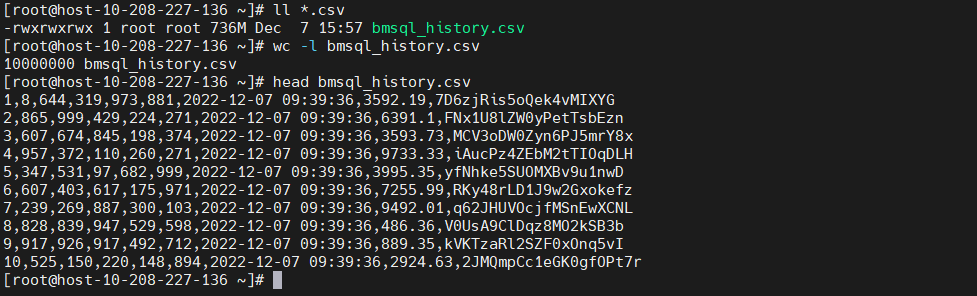 [root@host-10-208-227-136 ~]# ll *.csv
-rwxrwxrwx 1 root root 736M Dec  7 15:57 bmsql_history.csv
[root@host-10-208-227-136 ~]# wc -l bmsql_history.csv
10000000 bmsql_history.csv
[root@host-10-208-227-136 ~]# head bmsql_history.csv
1,8,644,319,973,881,2022-12-07 09:39:36,3592.19,7D6zjRis5oQek4vMIXYG
2,865,999,429,224,271,2022-12-07 09:39:36,6391.1,FNx1U8lZW0yPetTsbEzn
3,607,674,845,198,374,2022-12-07 09:39:36,3593.73,MCV3oDW0Zyn6PJ5mrY8x
4,957,372,110,260,271,2022-12-07 09:39:36,9733.33,iAucPz4ZEbM2tTIOqDLH
5,347,531,97,682,999,2022-12-07 09:39:36,3995.35,yfNhke5SUOMXBv9u1nwD
6,607,403,617,175,971,2022-12-07 09:39:36,7255.99,RKy48rLD1J9w2Gxokefz
7,239,269,887,300,103,2022-12-07 09:39:36,9492.01,q62JHUVOcjfMSnEwXCNL
8,828,839,947,529,598,2022-12-07 09:39:36,486.36,V0UsA9ClDqz8MO2kSB3b
9,917,926,917,492,712,2022-12-07 09:39:36,889.35,kVKTzaRl2SZF0xOnq5vI
10,525,150,220,148,894,2022-12-07 09:39:36,2924.63,2JMQmpCc1eGK0gfOPt7r
[root@host-10-208-227-136 ~]#